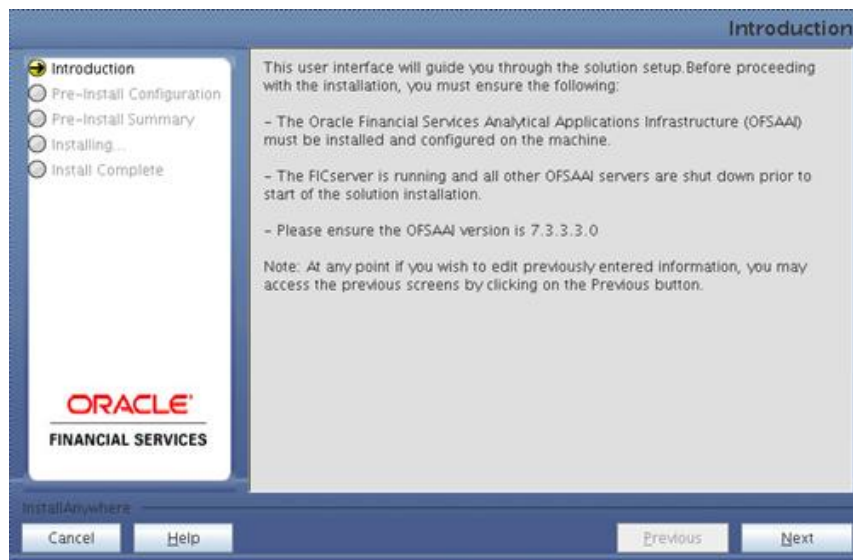 Introduction
Introduction
Pre-Install Configuration
Pre-Install Summary
Installing...
Install Complete
This user interface will guide you through the solution setup.Before proceeding
with the installation, you must ensure the following:
- The Oracle Financial Services Analytical Applications Infrastructure (OFSAAI)
must be installed and configured on the machine.
- The FICserver is running and all other OFSAAI servers are shut down prior to
start of the solution installation.
- Please ensure the OFSAAI version is 7.3.3.3.0
Note: At any point if you wish to edit previously entered information, you may
access the previous screens by clicking on the Previous button.
ORACLE
FINANCIAL SERVICES
InstallAnywhere
Cancel Help Previous Next